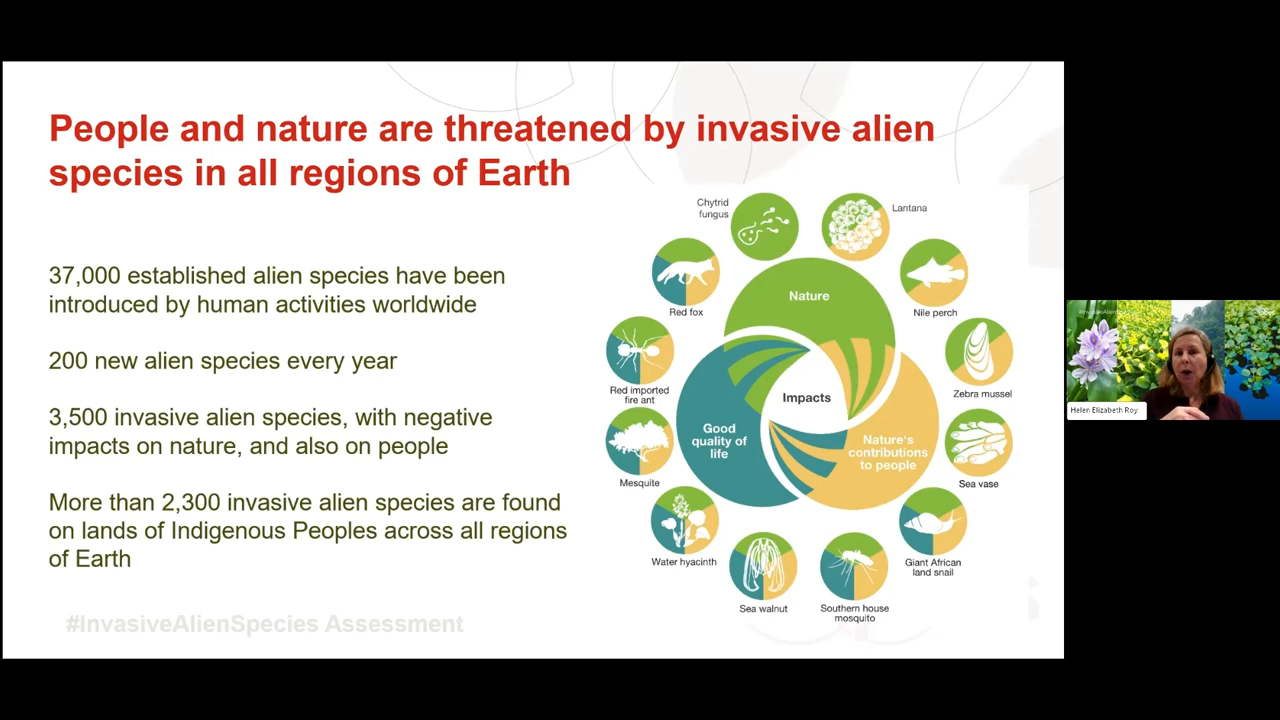 People and nature are threatened by invasive alien
species in all regions of Earth
37,000 established alien species have been
introduced by human activities worldwide
200 new alien species every year
3,500 invasive alien species, with negative
impacts on nature, and also on people
More than 2,300 invasive alien species are found
on lands of Indigenous Peoples across all regions
of Earth
#InvasiveAlienSpecies Assessment
Chytrid
fungus
Lantana
Red fox
Nile perch
Nature
Red imported
fire ant
Zebra mussel
Impacts
Good
quality of
life
Nature's
contributions
to people
Mesquite
Sea vase
Water hyacinth
Giant African
land snail
Sea walnut
Southern house
mosquito
Helen Elizabeth Roy